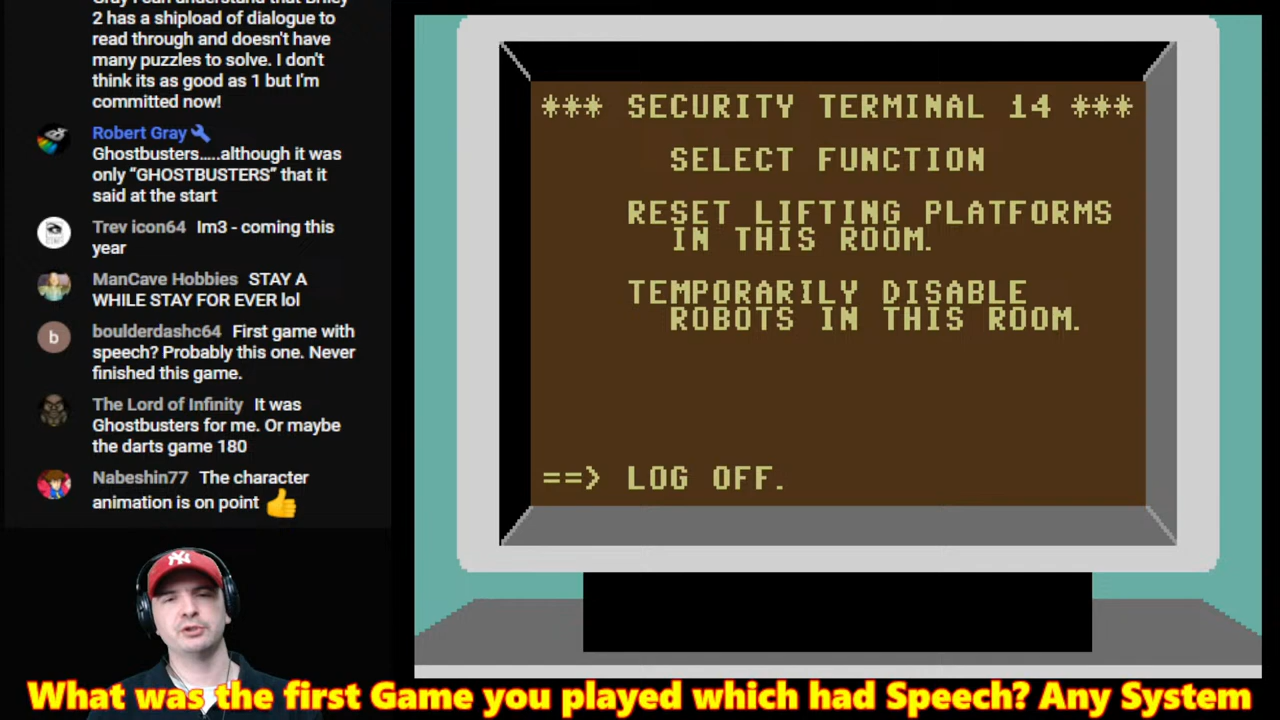 Gray I can understand that Briley
2 has a shipload of dialogue to
read through and doesn't have
many puzzles to solve. I don't
think its as good as 1 but I'm
committed now!
Robert Gray
Ghostbusters.....although it was
only “GHOSTBUSTERS” that it
said at the start
Trev icon64 Im3 - coming this
year
ManCave Hobbies STAY A
WHILE STAY FOR EVER lol
b
boulderdashc64 First game with
speech? Probably this one. Never
finished this game.
The Lord of Infinity It was
Ghostbusters for me. Or maybe
the darts game 180
Nabeshin77 The character
animation is on point 👍
*** SECURITY TERMINAL 14 ***
SELECT FUNCTION
RESET LIFTING PLATFORMS
IN THIS ROOM.
TEMPORARILY DISABLE
ROBOTS IN THIS ROOM.
==> LOG OFF.
What was the first Game you played which had Speech? Any System